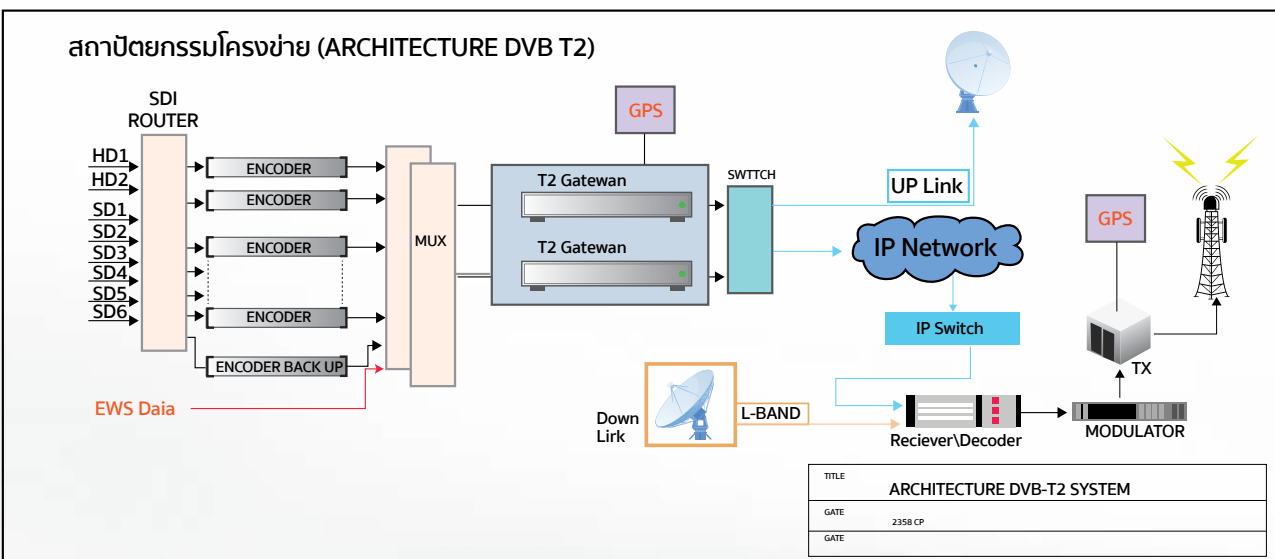 สถาปัตยกรรมโครงข่าย (ARCHITECTURE DVB T2)
SDI
ROUTER
HD1
HD2
SD1
SD2
SD3
SD4
SD5
SD6
ENCODER
ENCODER
ENCODER
ENCODER
ENCODER BACK UP
EWS Daia
MUX
GPS
T2 Gatewan
T2 Gatewan
SWTTCH
UP Link
IP Network
IP Switch
GPS
TX
Down
Lirk
L-BAND
Reciever\Decoder
MODULATOR
TITLE
ARCHITECTURE DVB-T2 SYSTEM
GATE
2358 CP
GATE